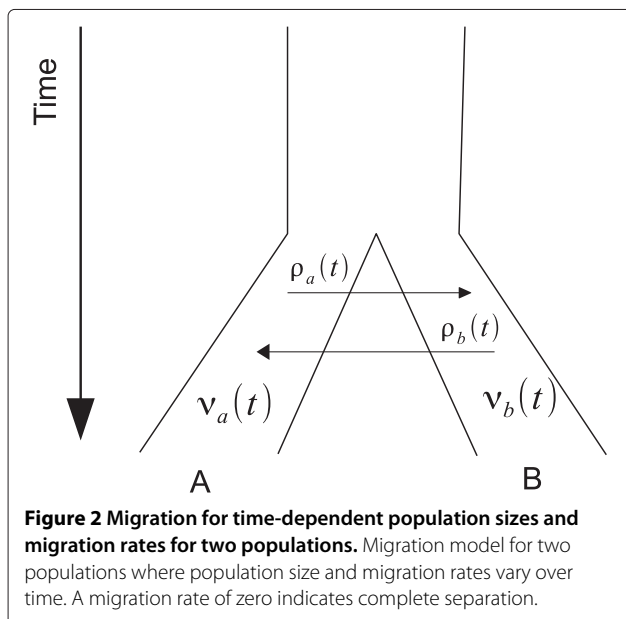 Time
ρₐ(t)
ρ_b(t)
νₐ(t)
ν_b(t)
A
B
Figure 2 Migration for time-dependent population sizes and
migration rates for two populations. Migration model for two
populations where population size and migration rates vary over
time. A migration rate of zero indicates complete separation.